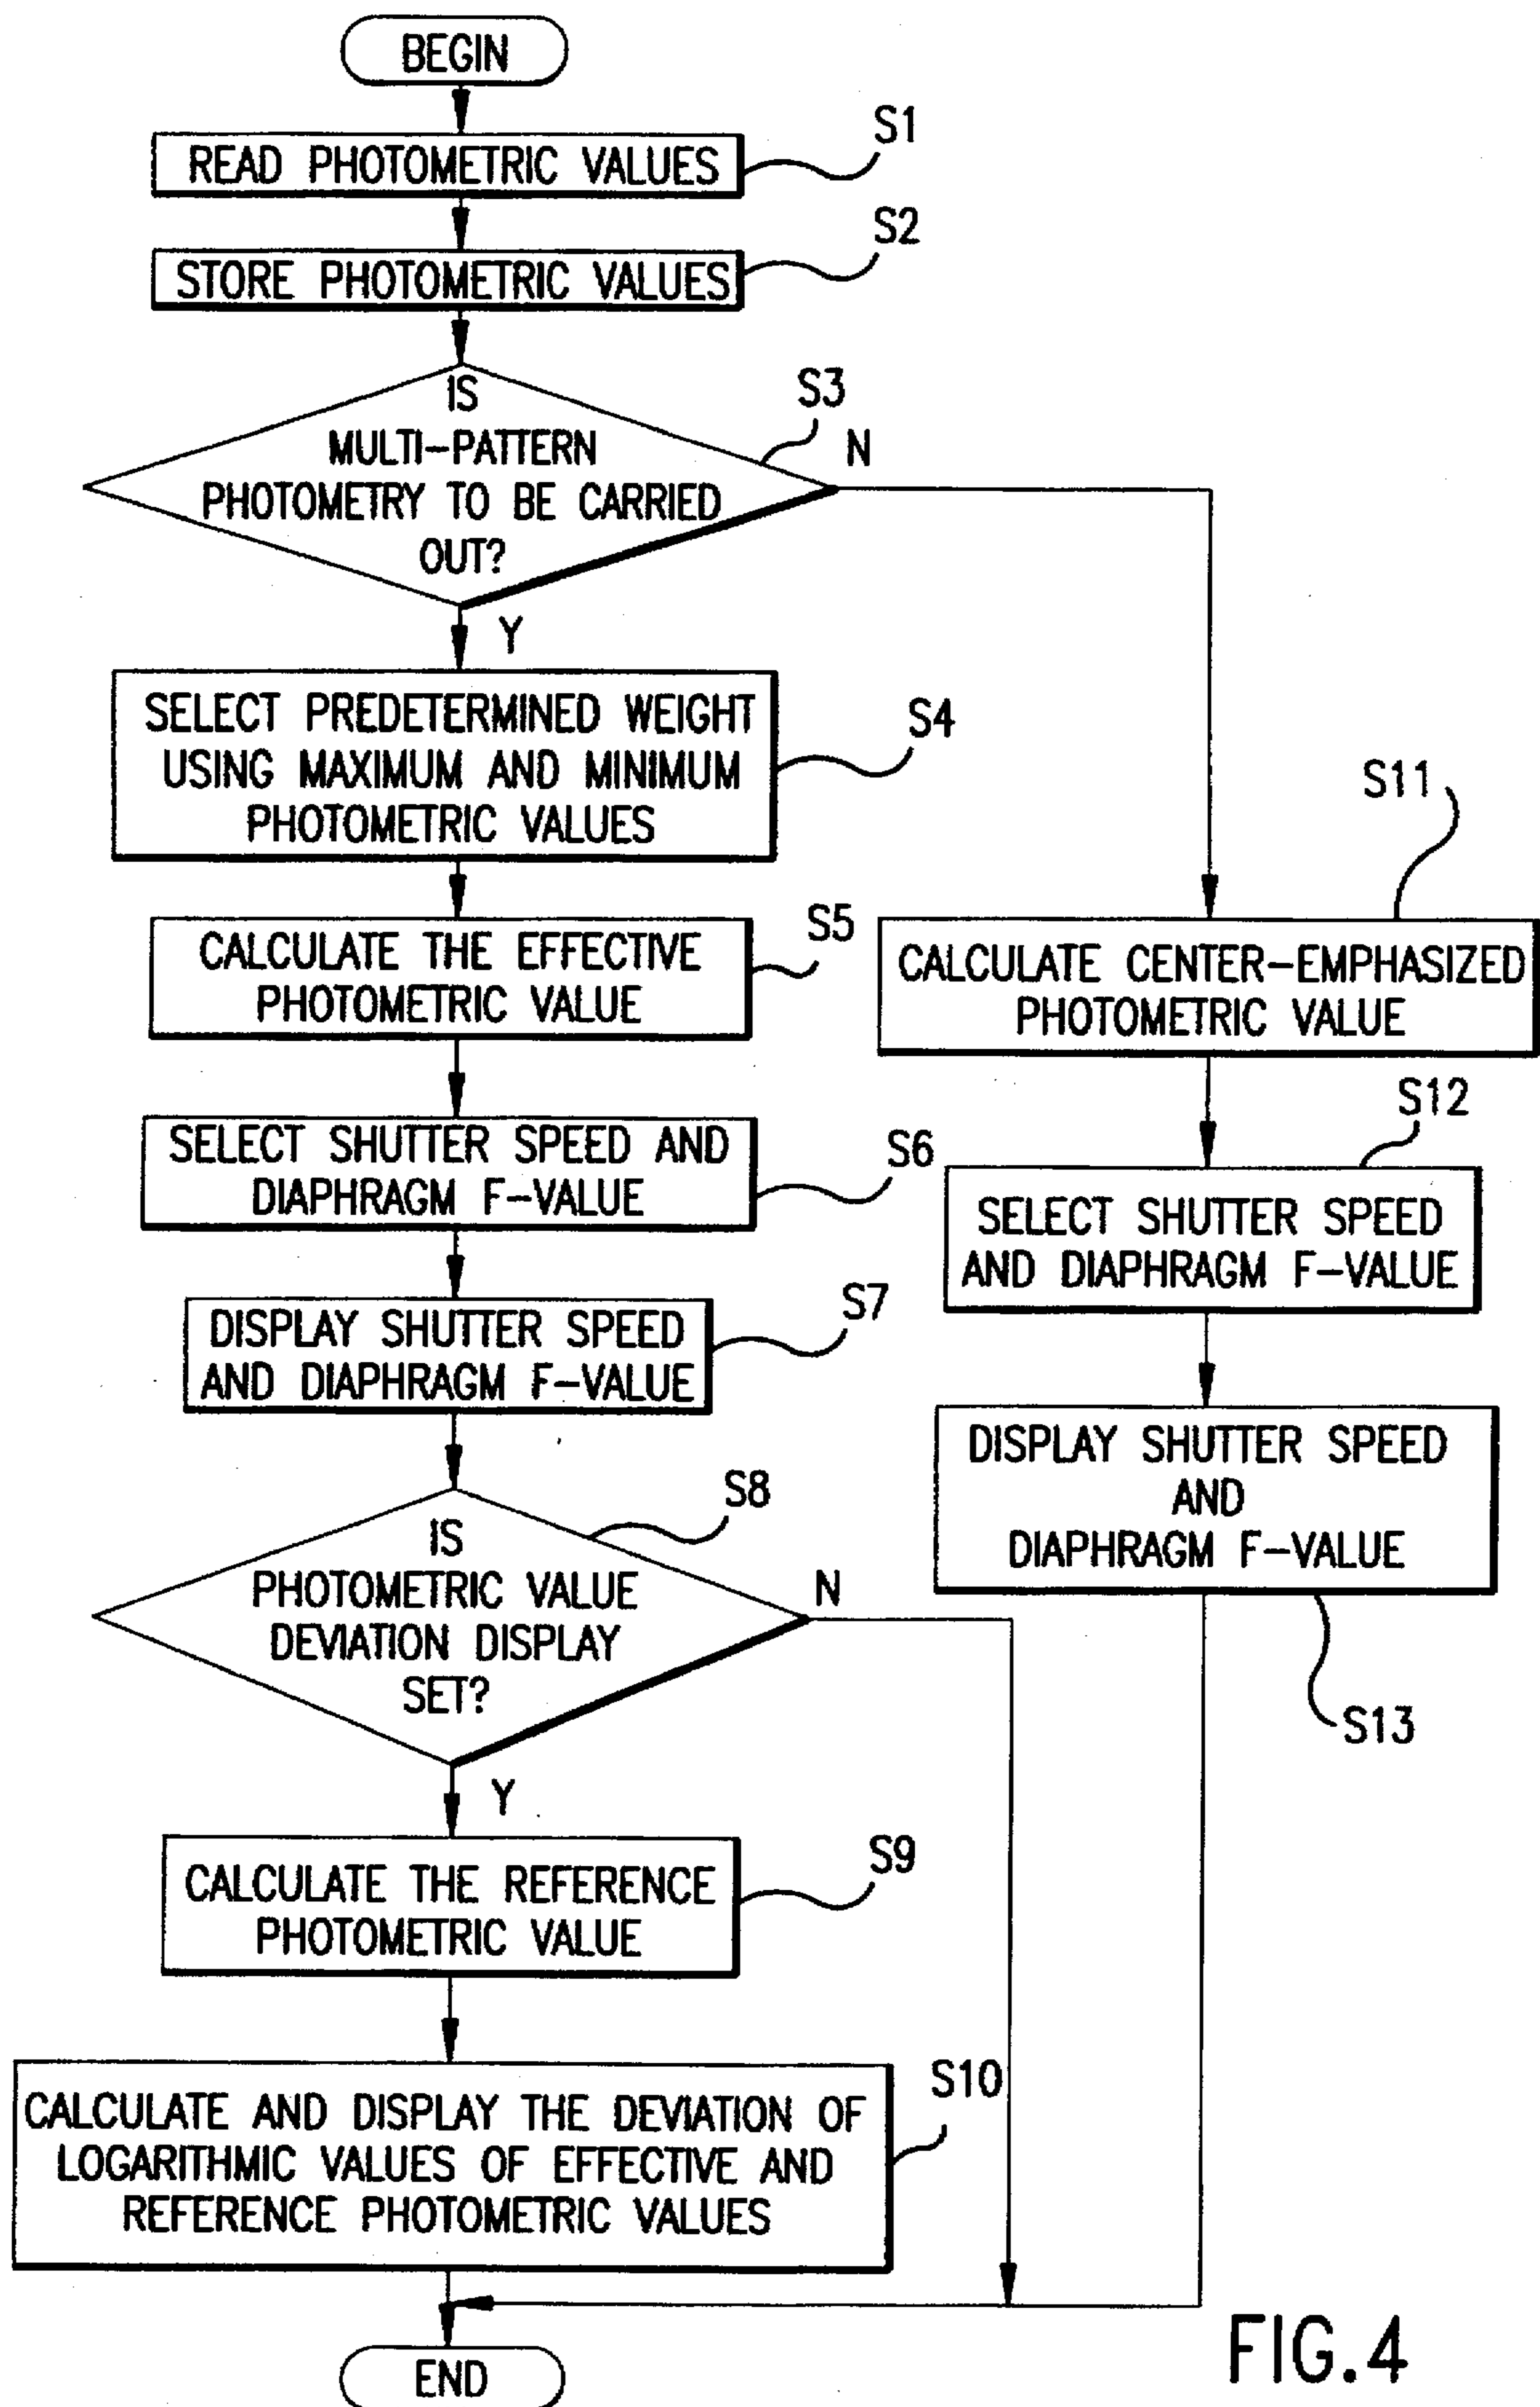 BEGIN
READ PHOTOMETRIC VALUES
S1
STORE PHOTOMETRIC VALUES
S2
IS
MULTI-PATTERN
PHOTOMETRY TO BE CARRIED
OUT?
S3
N
Y
SELECT PREDETERMINED WEIGHT
USING MAXIMUM AND MINIMUM
PHOTOMETRIC VALUES
S4
CALCULATE THE EFFECTIVE
PHOTOMETRIC VALUE
S5
SELECT SHUTTER SPEED AND
DIAPHRAGM F-VALUE
S6
DISPLAY SHUTTER SPEED
AND DIAPHRAGM F-VALUE
S7
IS
PHOTOMETRIC VALUE
DEVIATION DISPLAY
SET?
S8
N
Y
CALCULATE THE REFERENCE
PHOTOMETRIC VALUE
S9
CALCULATE AND DISPLAY THE DEVIATION OF
LOGARITHMIC VALUES OF EFFECTIVE AND
REFERENCE PHOTOMETRIC VALUES
S10
END
S11
CALCULATE CENTER-EMPHASIZED
PHOTOMETRIC VALUE
S12
SELECT SHUTTER SPEED
AND DIAPHRAGM F-VALUE
DISPLAY SHUTTER SPEED
AND
DIAPHRAGM F-VALUE
S13
FIG.4